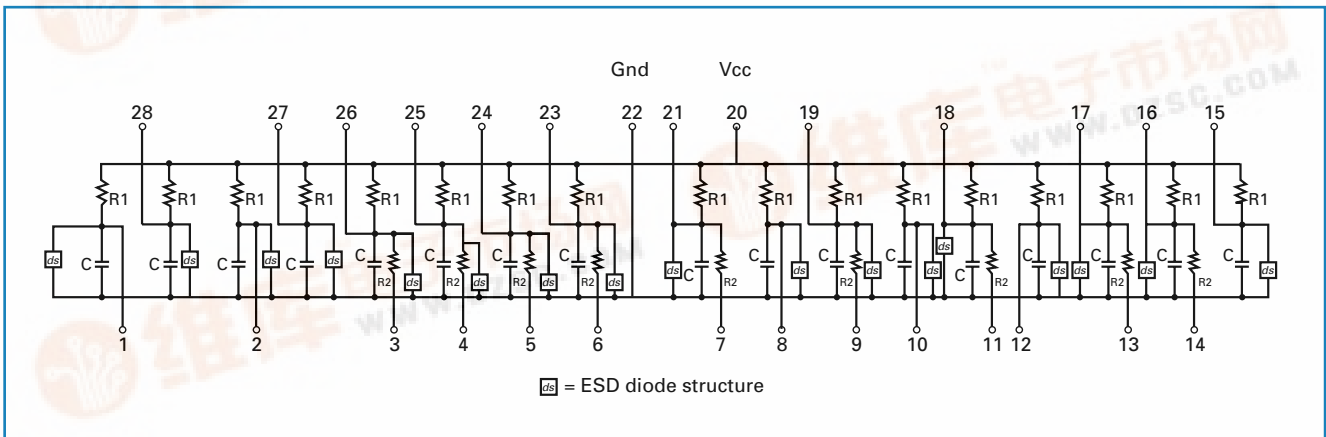 Gnd Vcc
28 27 26 25 24 23 22 21 20 19 18 17 16 15
R1 R1 R1 R1 R1 R1 R1 R1 R1 R1 R1 R1 R1 R1 R1 R1 R1
ds C C ds C ds C ds C R2 ds C ds C R2 ds C R2 ds ds C R2 C ds C R2 ds C ds ds C R2 C ds ds C R2 ds C R2 C ds
1 2 3 4 5 6 7 8 9 10 11 12 13 14
ds = ESD diode structure
维库电子市场网
WWW.DZSC.COM